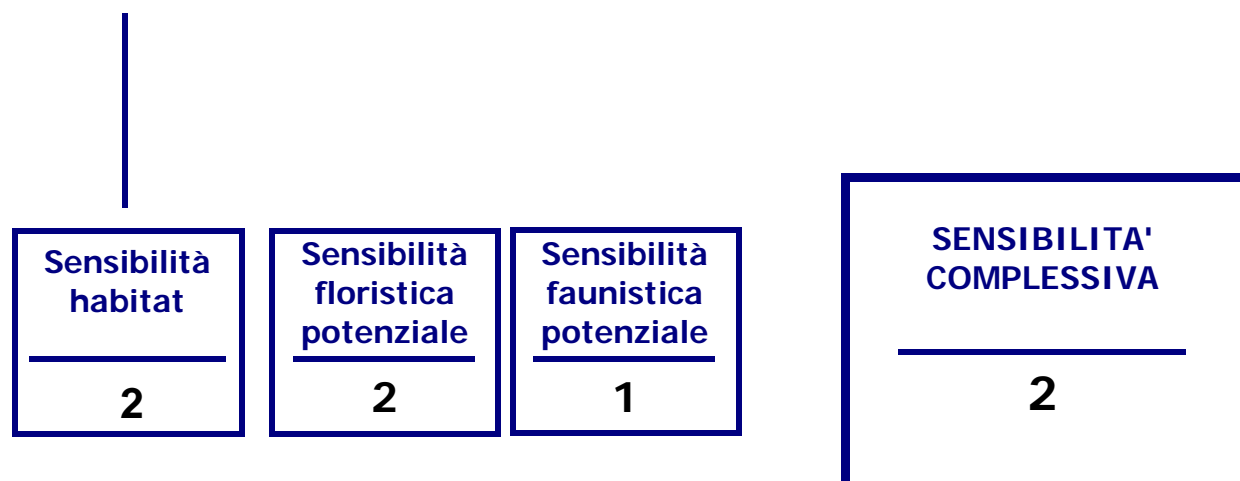 Sensibilità
habitat
2
Sensibilità
floristica
potenziale
2
Sensibilità
faunistica
potenziale
1
SENSIBILITA'
COMPLESSIVA
2